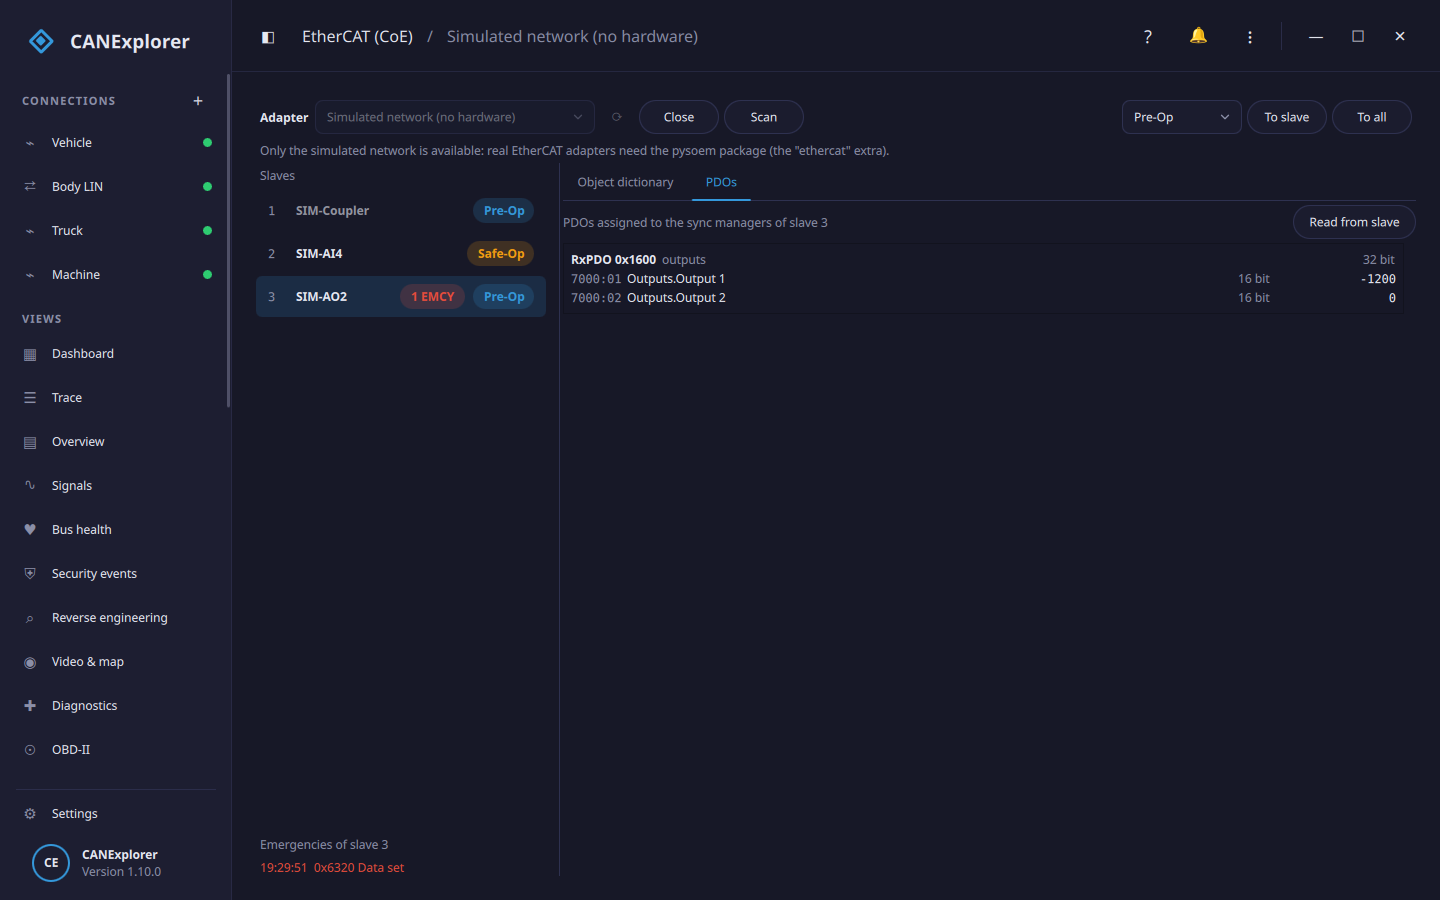 CANExplorer
EtherCAT (CoE) / Simulated network (no hardware)
?
CONNECTIONS +
Vehicle
Body LIN
Truck
Machine
VIEWS
Dashboard
Trace
Overview
Signals
Bus health
Security events
Reverse engineering
Video & map
Diagnostics
OBD-II
Settings
CE
CANExplorer
Version 1.10.0
Adapter Simulated network (no hardware) Close Scan Pre-Op To slave To all
Only the simulated network is available: real EtherCAT adapters need the pysoem package (the "ethercat" extra).
Slaves
1 SIM-Coupler Pre-Op
2 SIM-AI4 Safe-Op
3 SIM-AO2 1 EMCY Pre-Op
Emergencies of slave 3
19:29:51 0x6320 Data set
Object dictionary PDOs
PDOs assigned to the sync managers of slave 3 Read from slave
RxPDO 0x1600 outputs 32 bit
7000:01 Outputs.Output 1 16 bit -1200
7000:02 Outputs.Output 2 16 bit 0